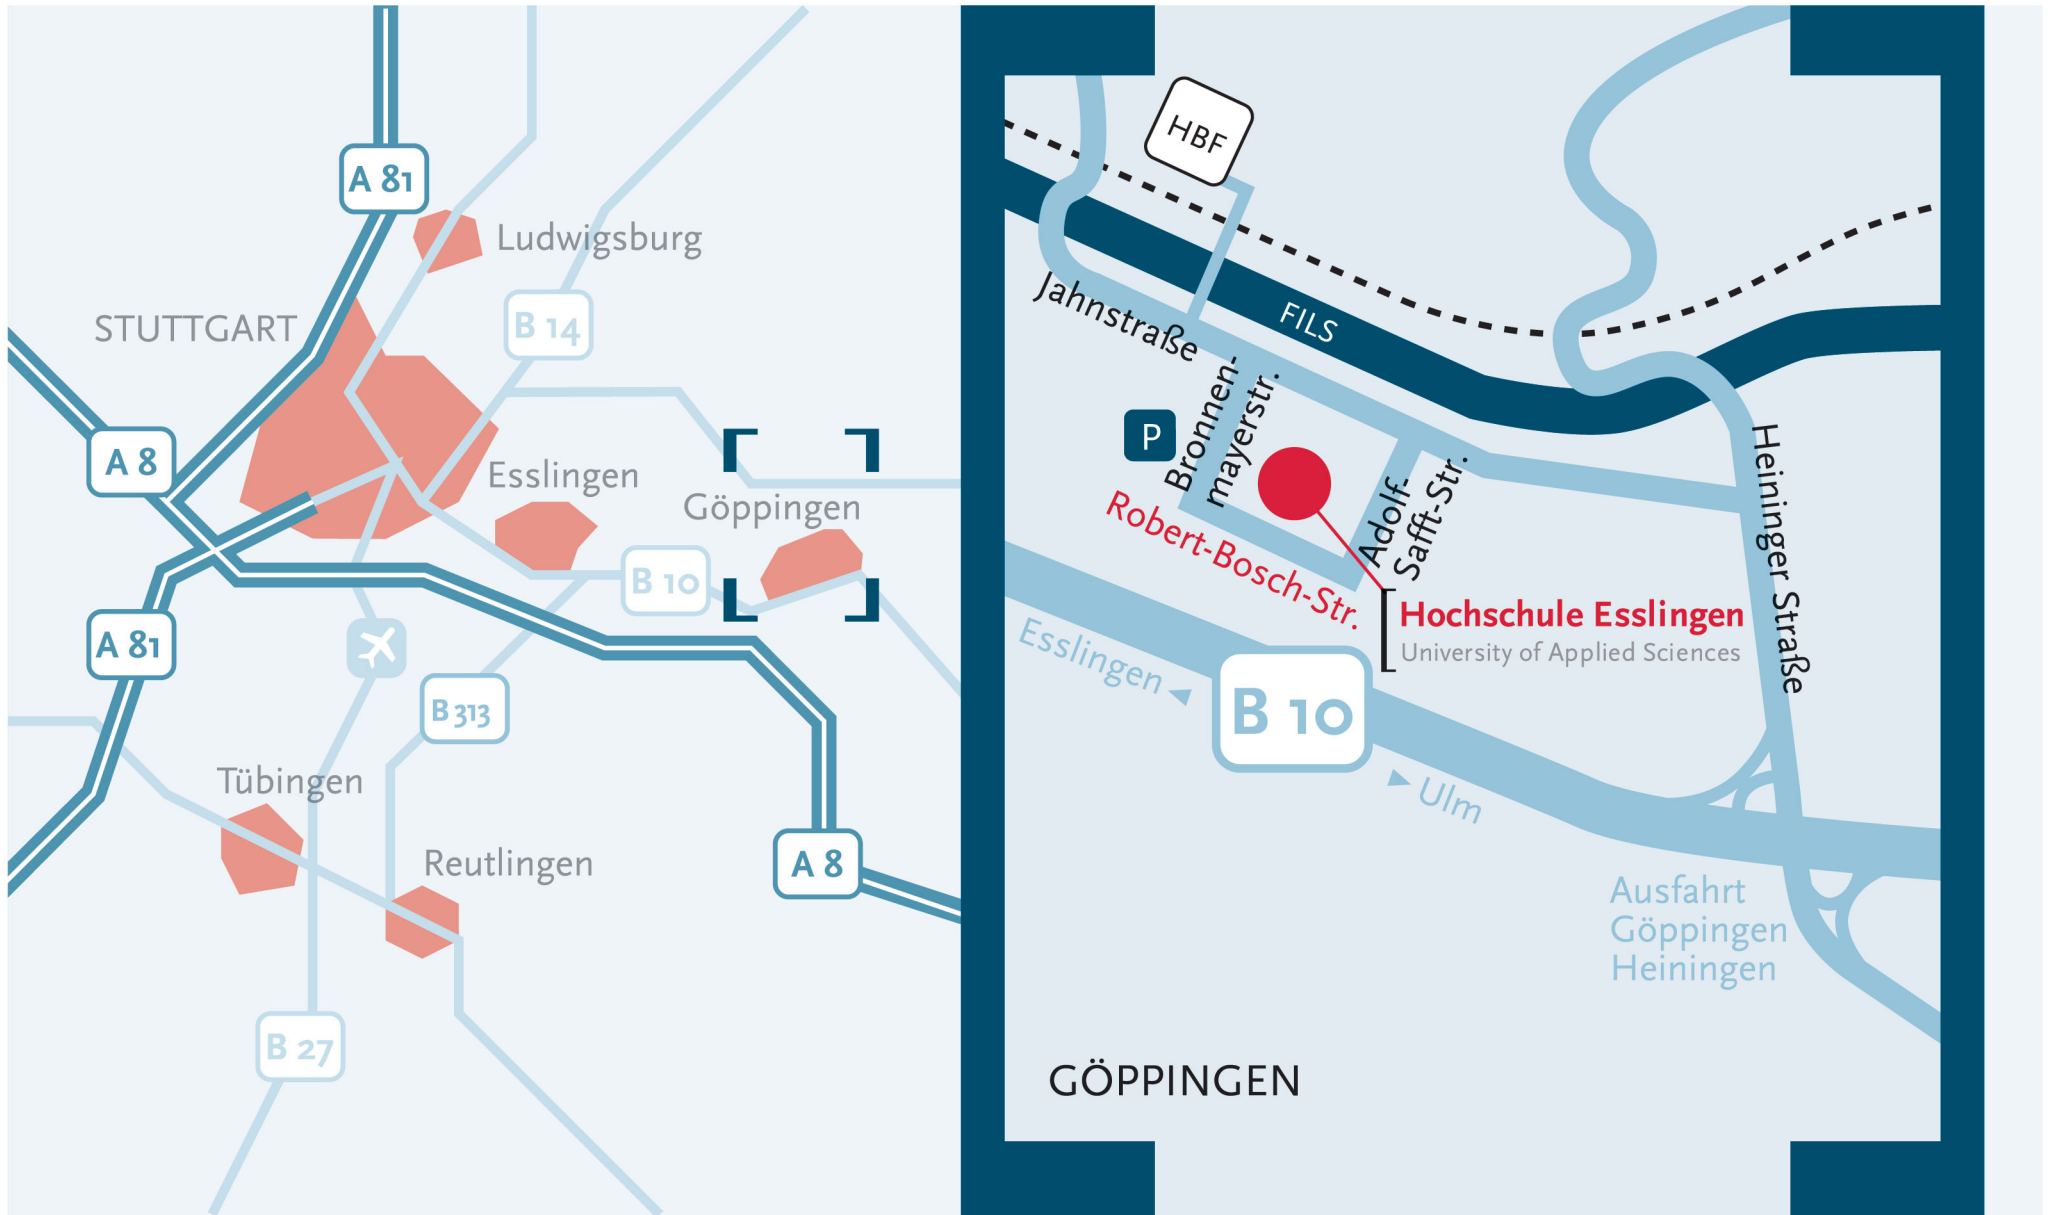 A 81
Ludwigsburg
STUTTGART
B 14
A 8
Esslingen
Göppingen
B 10
A 81
B 313
Tübingen
Reutlingen
A 8
B 27
HBF
FILS
Jahnstraße
P
Bronnen-
mayerstr.
Adolf-
Safft-Str.
Robert-Bosch-Str.
Heininger Straße
Hochschule Esslingen
University of Applied Sciences
Esslingen
B 10
Ulm
Ausfahrt
Göppingen
Heiningen
GÖPPINGEN